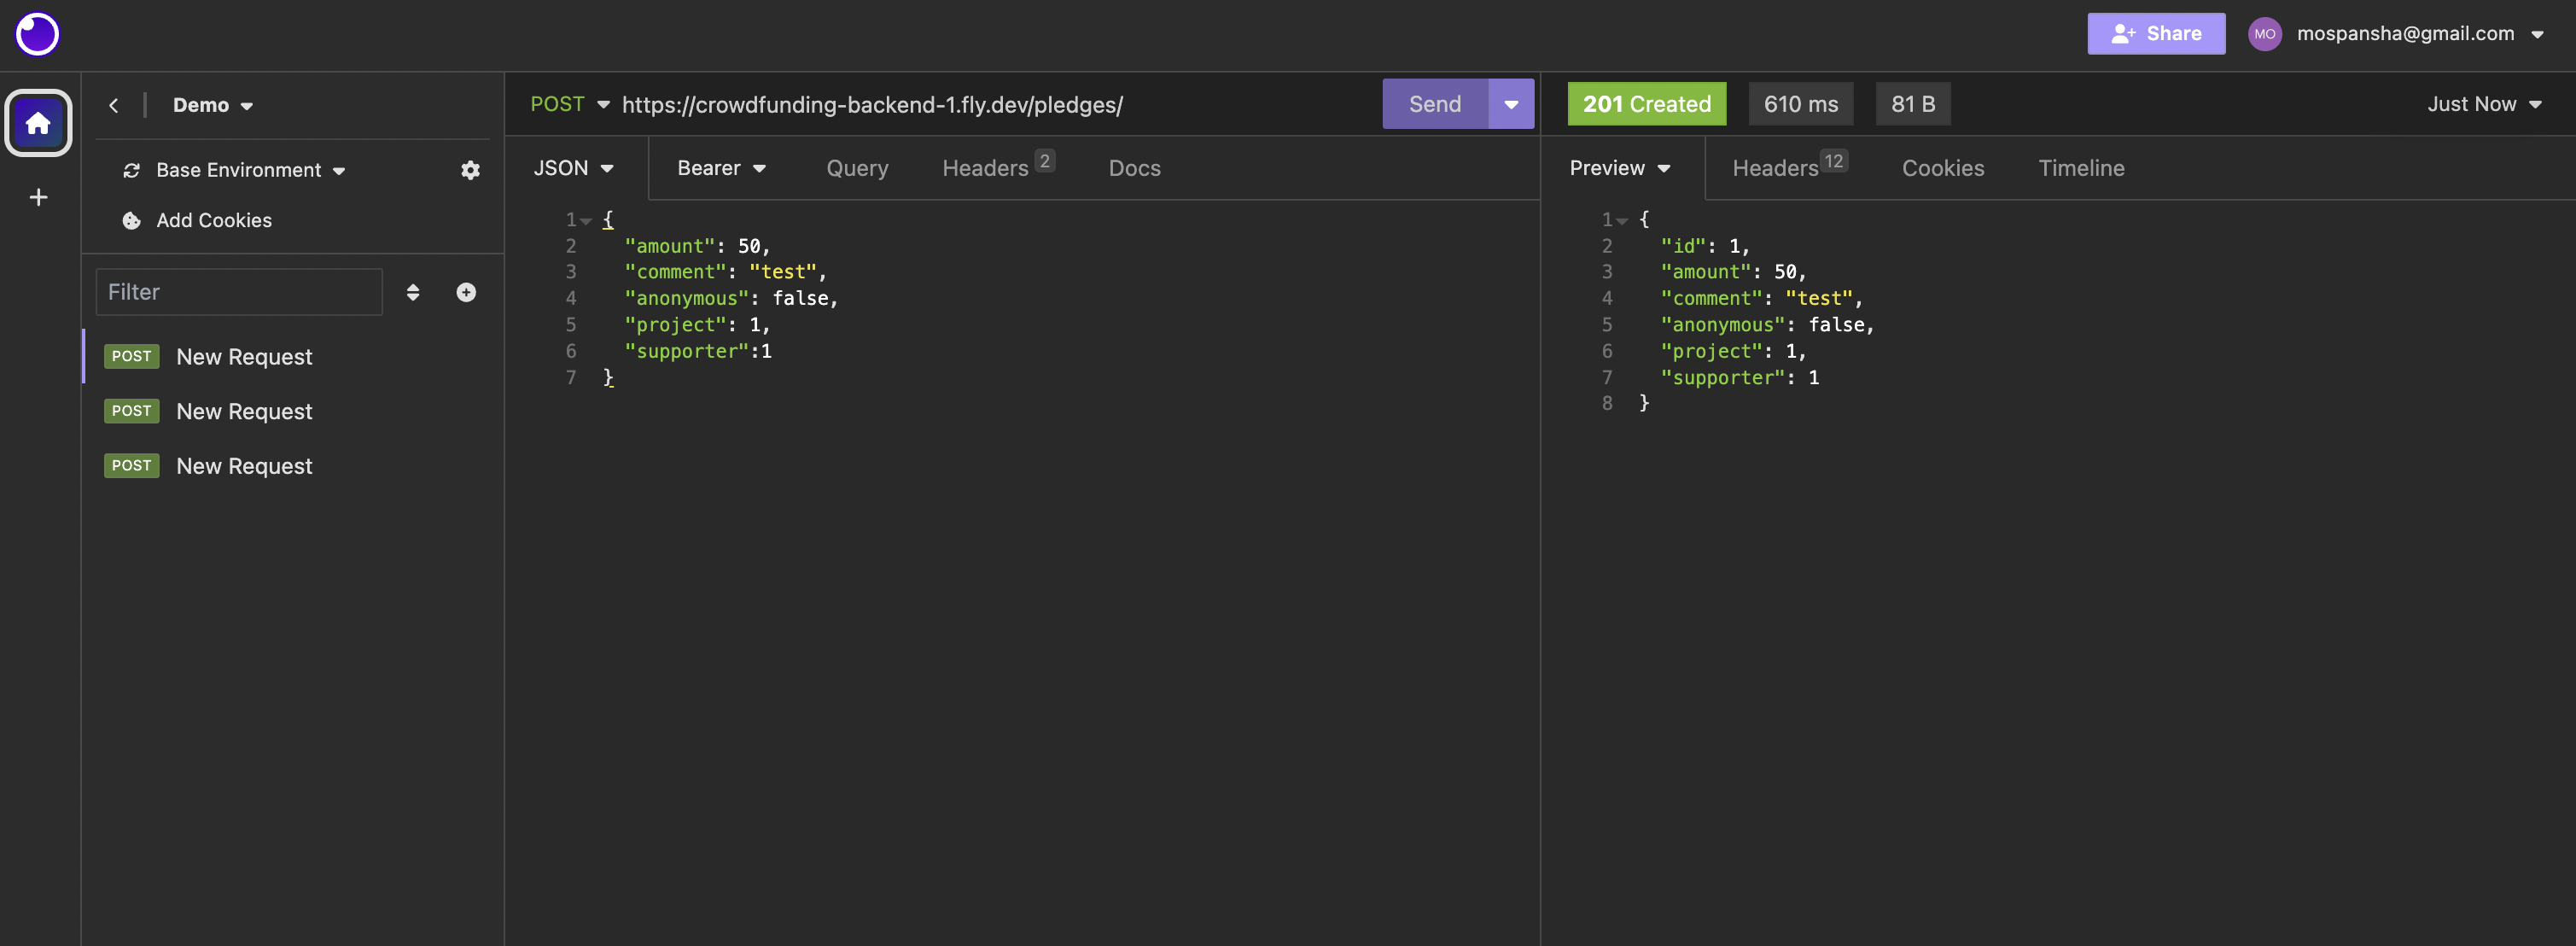 Share
MO
mospansha@gmail.com
Demo
Base Environment
Add Cookies
Filter
POST New Request
POST New Request
POST New Request
POST https://crowdfunding-backend-1.fly.dev/pledges/ Send
JSON Bearer Query Headers 2 Docs
1 {
2 "amount": 50,
3 "comment": "test",
4 "anonymous": false,
5 "project": 1,
6 "supporter":1
7 }
201 Created 610 ms 81 B Just Now
Preview Headers 12 Cookies Timeline
1 {
2 "id": 1,
3 "amount": 50,
4 "comment": "test",
5 "anonymous": false,
6 "project": 1,
7 "supporter": 1
8 }